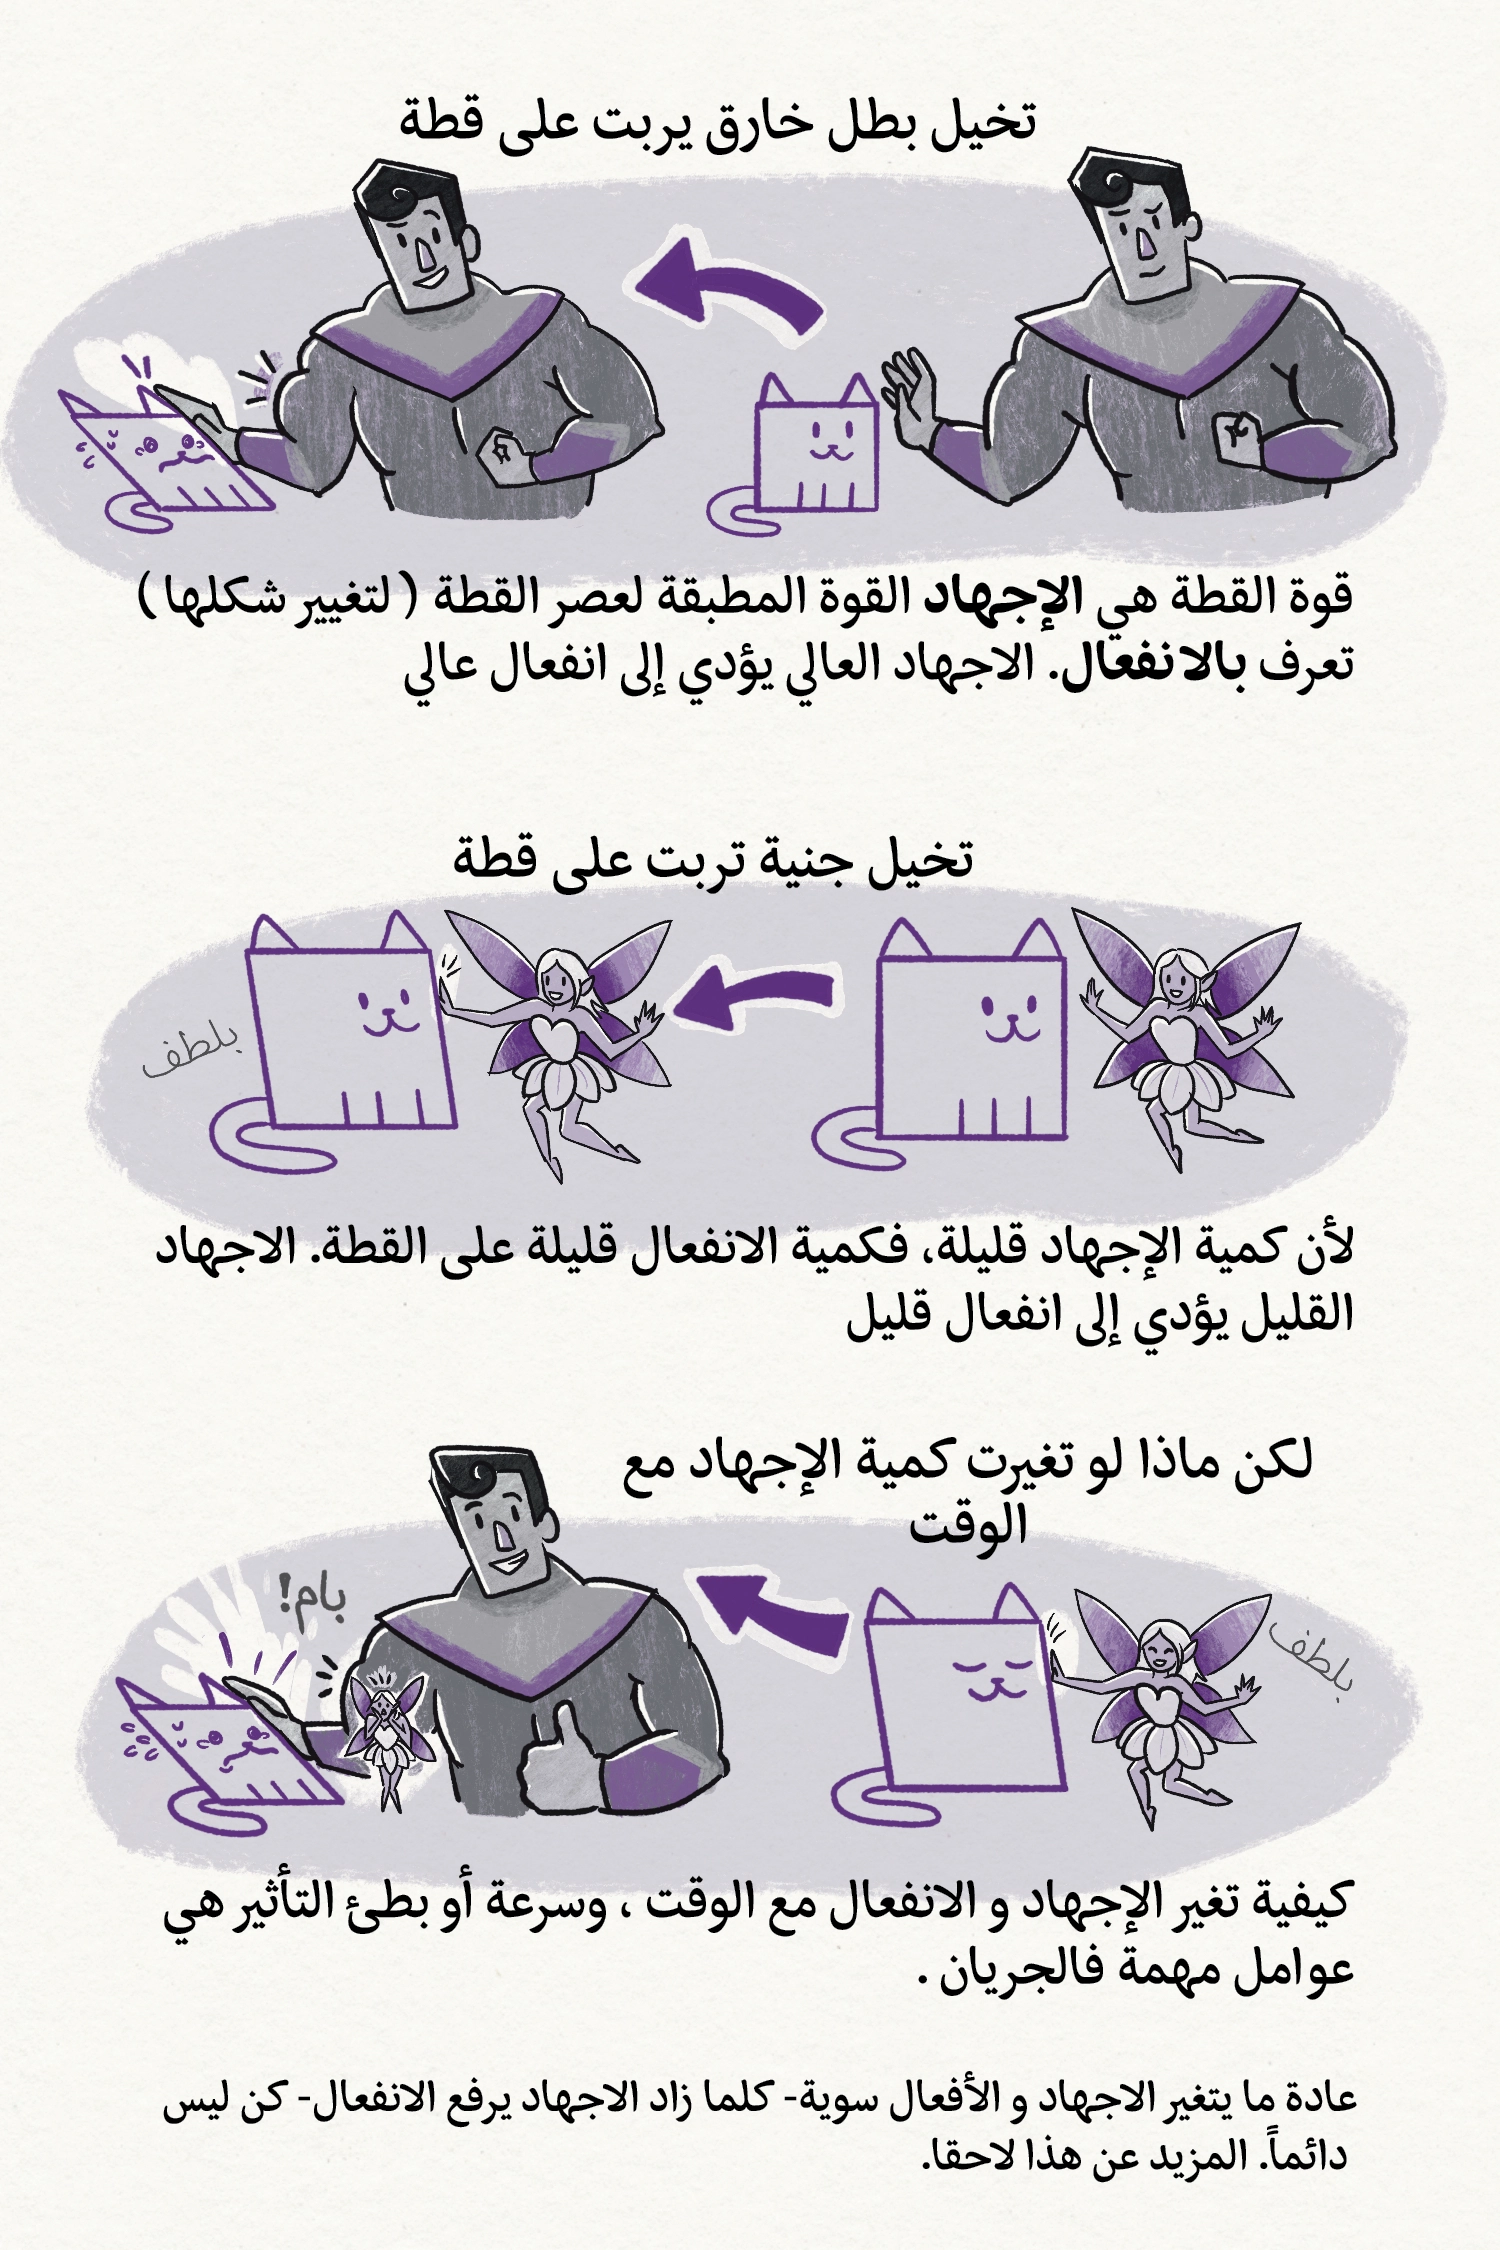 تخيل بطل خارق يربت على قطة
قوة القطة هي الإجهاد القوة المطبقة لعصر القطة ( لتغيير شكلها )
تعرف بالانفعال. الاجهاد العالي يؤدي إلى انفعال عالي
تخيل جنية تربت على قطة
بلطف
لأن كمية الإجهاد قليلة، فكمية الانفعال قليلة على القطة. الاجهاد
القليل يؤدي إلى انفعال قليل
لكن ماذا لو تغيرت كمية الإجهاد مع
الوقت
بلطف
بام!
كيفية تغير الإجهاد و الانفعال مع الوقت ، وسرعة أو بطئ التأثير هي
عوامل مهمة فالجريان .
عادة ما يتغير الاجهاد و الأفعال سوية- كلما زاد الاجهاد يرفع الانفعال- كن ليس
دائماً. المزيد عن هذا لاحقا.